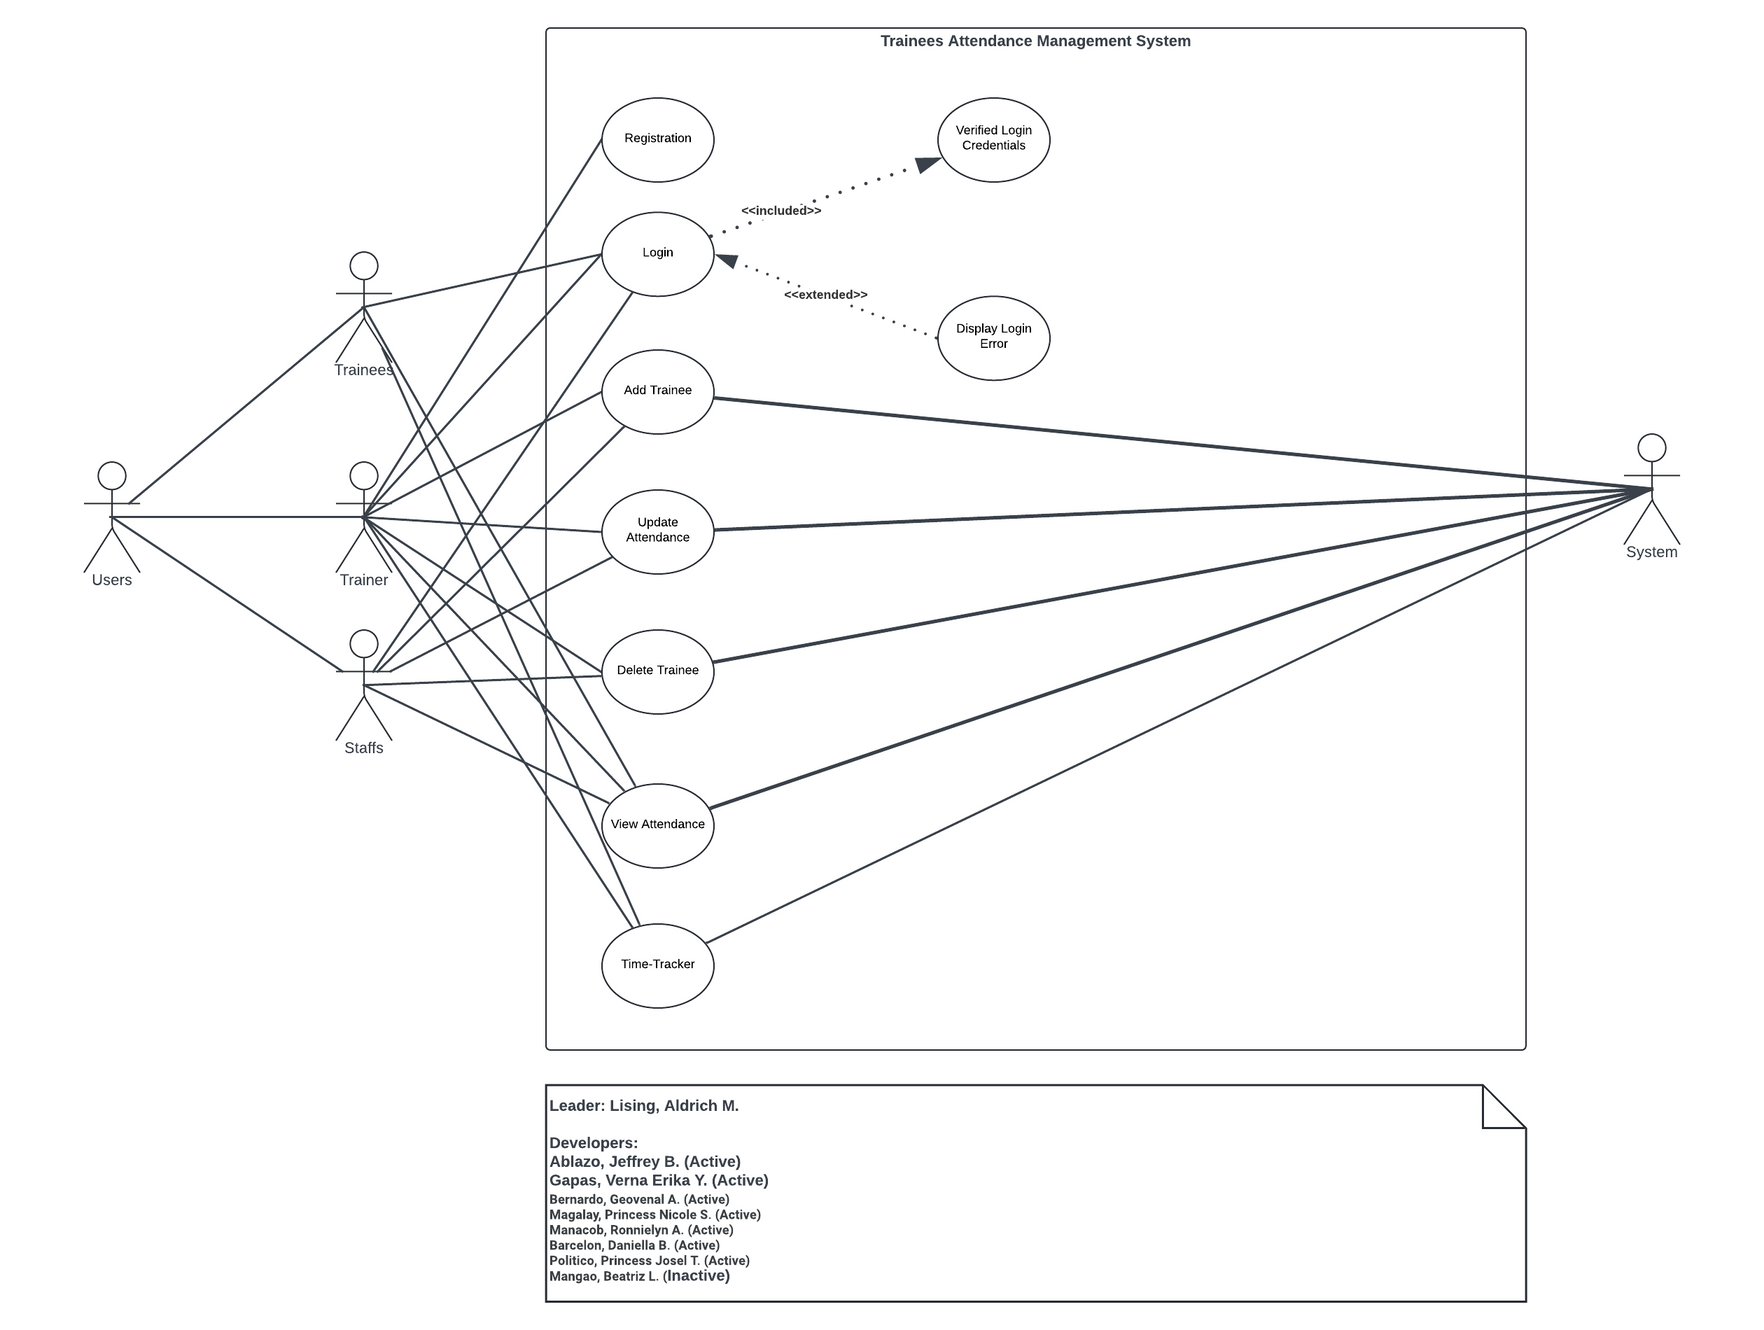 Trainees Attendance Management System
Registration
Verified Login
Credentials
<<included>>
Login
<<extended>>
Display Login
Error
Trainees
Add Trainee
Update
Attendance
System
Users
Trainer
Delete Trainee
Staffs
View Attendance
Time-Tracker
Leader: Lising, Aldrich M.
Developers:
Ablazo, Jeffrey B. (Active)
Gapas, Verna Erika Y. (Active)
Bernardo, Geovenal A. (Active)
Magalay, Princess Nicole S. (Active)
Manacob, Ronnielyn A. (Active)
Barcelon, Daniella B. (Active)
Politico, Princess Josel T. (Active)
Mangao, Beatriz L. (Inactive)